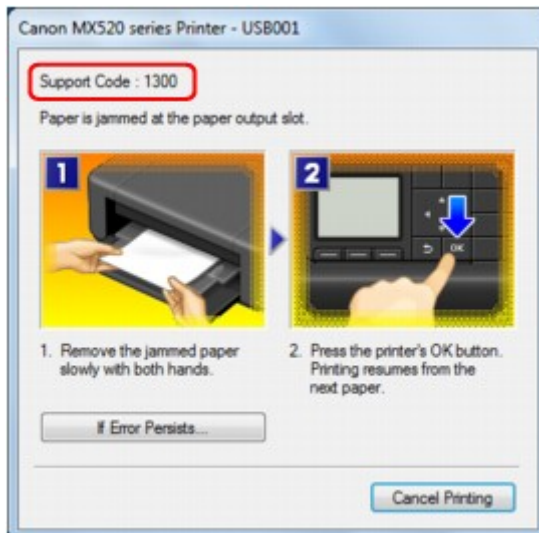 Canon MX520 series Printer - USB001
Support Code : 1300
Paper is jammed at the paper output slot.
1
2
OK
1. Remove the jammed paper
slowly with both hands.
2. Press the printer's OK button.
Printing resumes from the
next paper.
If Error Persists...
Cancel Printing